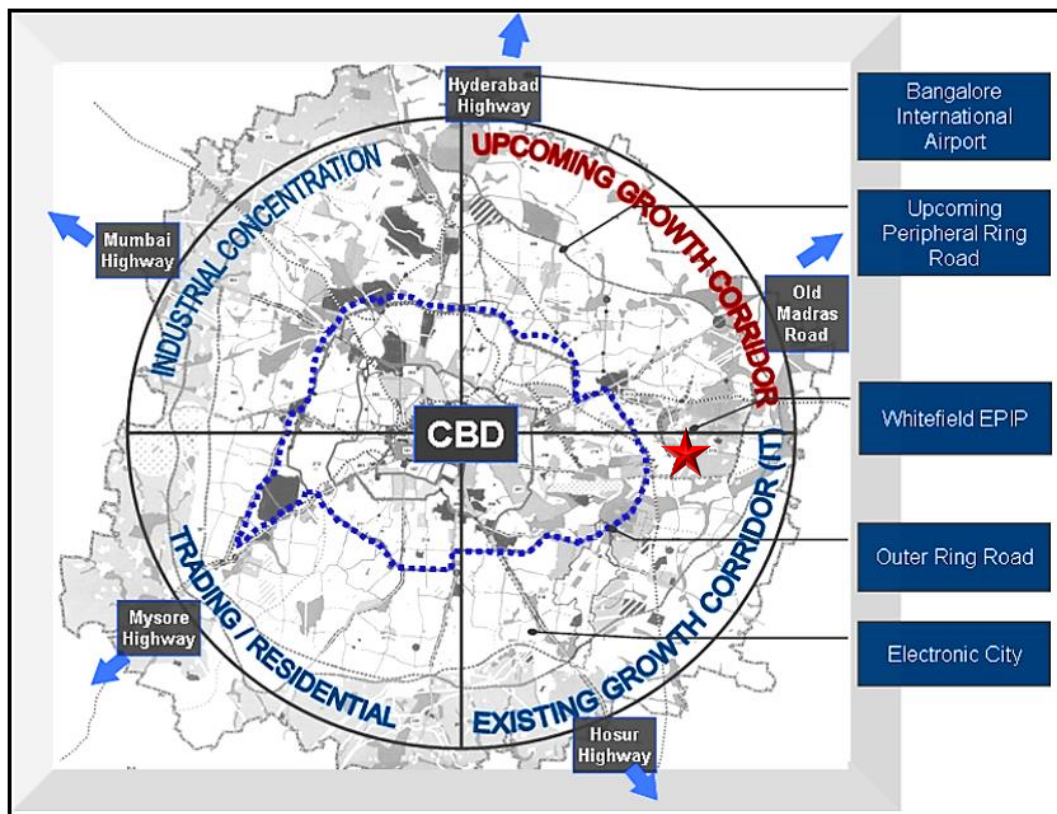 Hyderabad
Highway
Bangalore
International
Airport
UPCOMING GROWTH CORRIDOR
INDUSTRIAL CONCENTRATION
Upcoming
Peripheral Ring
Road
Mumbai
Highway
Old
Madras
Road
Whitefield EPIP
CBD
Outer Ring Road
TRADING / RESIDENTIAL
EXISTING GROWTH CORRIDOR (IT)
Mysore
Highway
Electronic City
Hosur
Highway